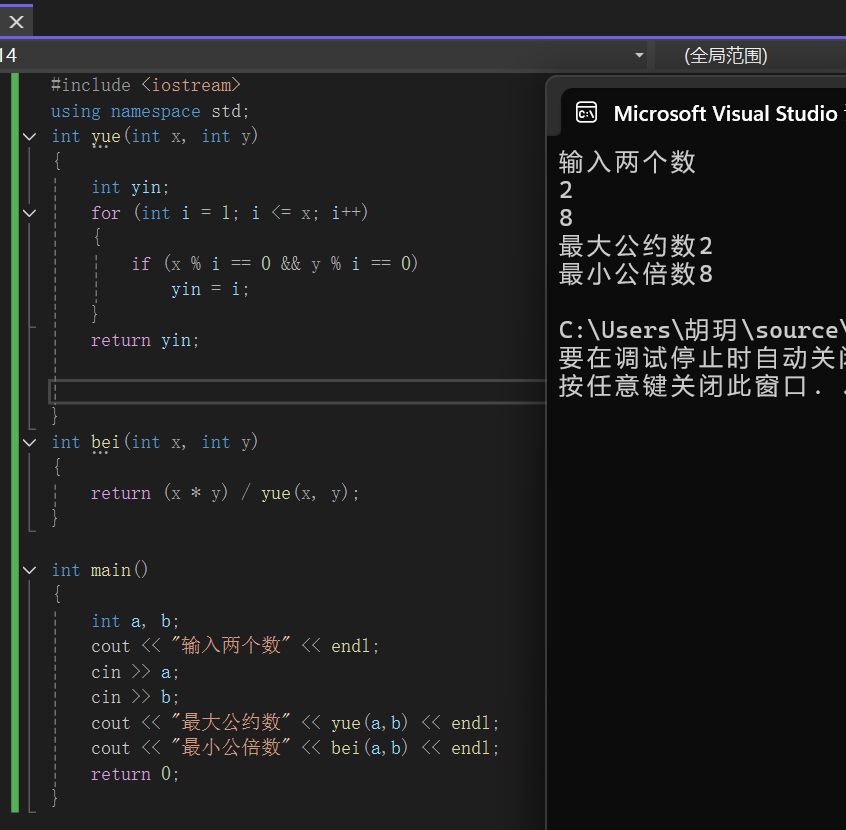 14
(全局范围)
#include <iostream>
using namespace std;
int yue(int x, int y)
{
int yin;
for (int i = 1; i <= x; i++)
{
if (x % i == 0 && y % i == 0)
yin = i;
}
return yin;
}
int bei(int x, int y)
{
return (x * y) / yue(x, y);
}
int main()
{
int a, b;
cout << "输入两个数" << endl;
cin >> a;
cin >> b;
cout << "最大公约数" << yue(a,b) << endl;
cout << "最小公倍数" << bei(a,b) << endl;
return 0;
}
Microsoft Visual Studio
输入两个数
2
8
最大公约数2
最小公倍数8
C:\Users\胡玥\source\
要在调试停止时自动关闭
按任意键关闭此窗口. .